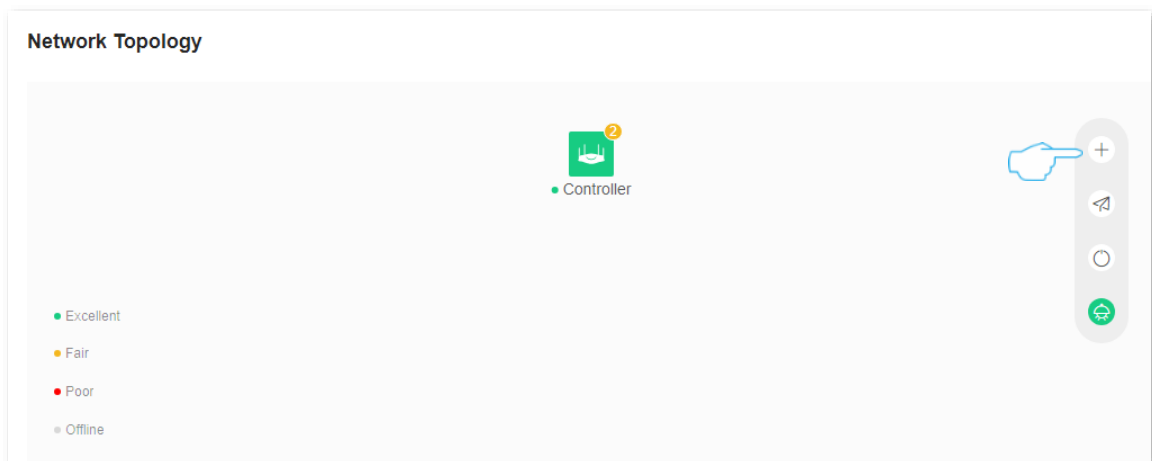 Network Topology
2
Controller
Excellent
Fair
Poor
Offline